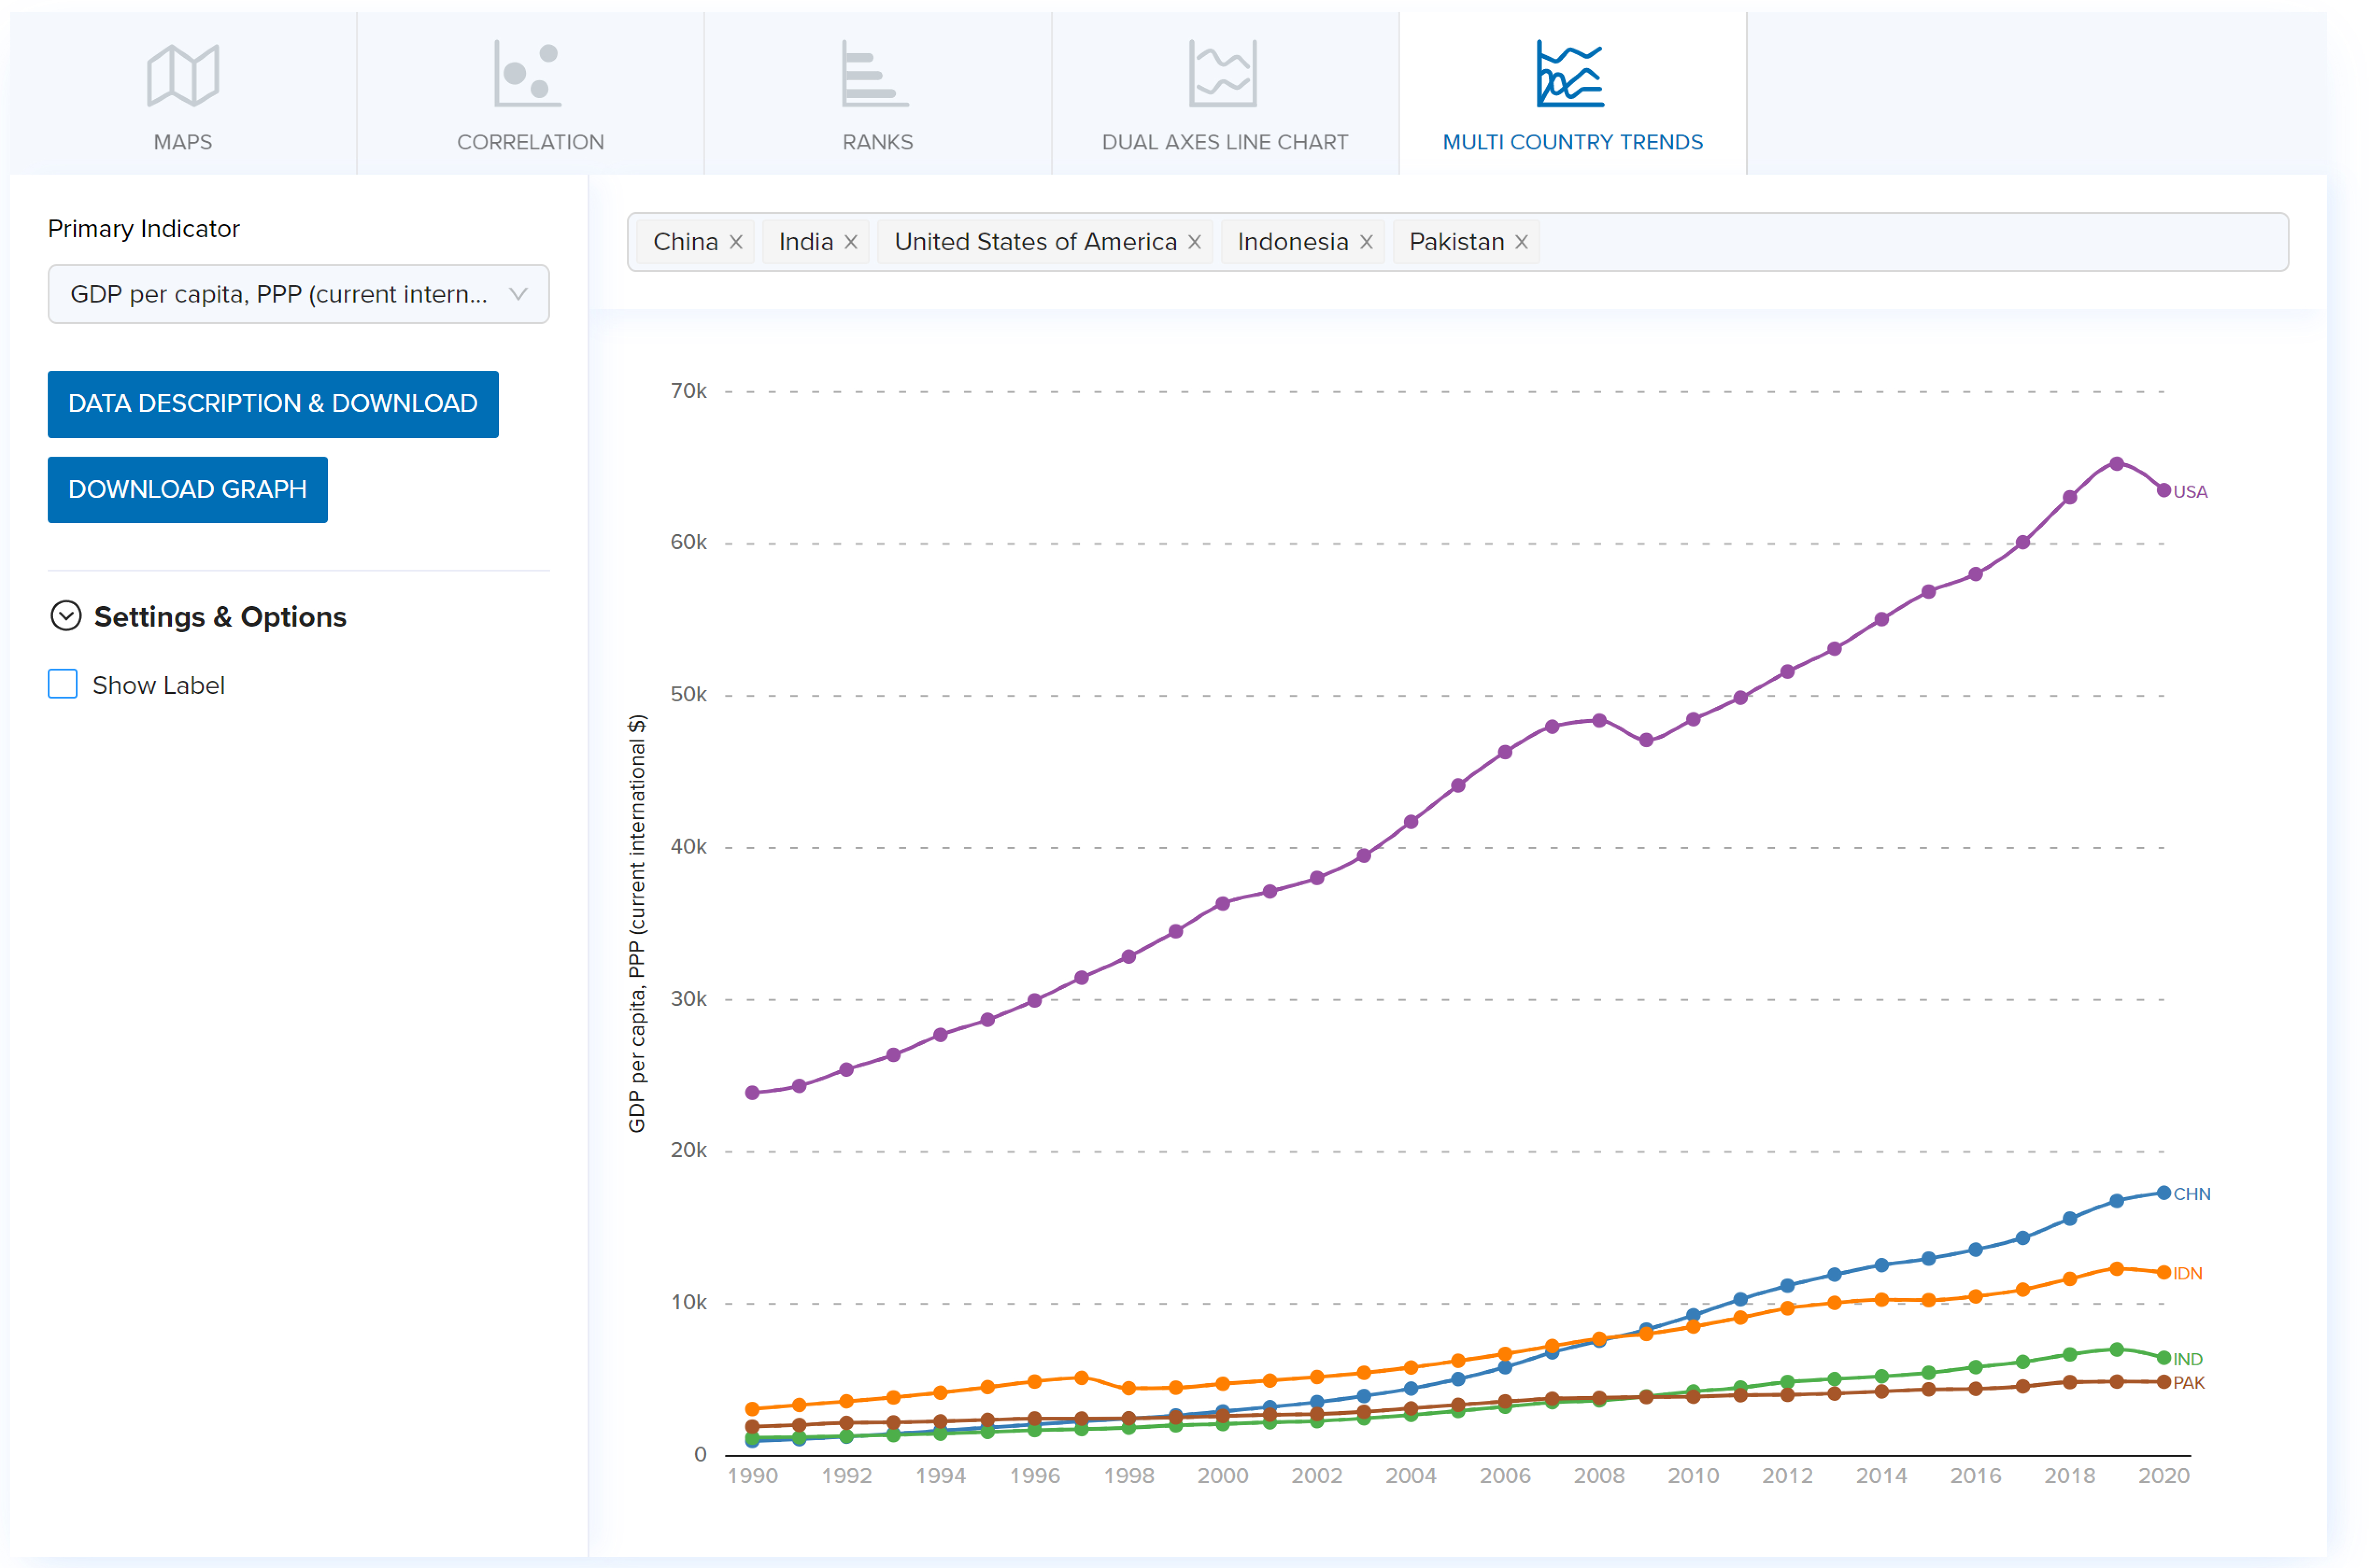 MAPS
CORRELATION
RANKS
DUAL AXES LINE CHART
MULTI COUNTRY TRENDS
Primary Indicator
GDP per capita, PPP (current intern...
DATA DESCRIPTION & DOWNLOAD
DOWNLOAD GRAPH
Settings & Options
Show Label
China
India
United States of America
Indonesia
Pakistan
GDP per capita, PPP (current international $)
70k
60k
50k
40k
30k
20k
10k
0
USA
CHN
IDN
IND
PAK
1990 1992 1994 1996 1998 2000 2002 2004 2006 2008 2010 2012 2014 2016 2018 2020